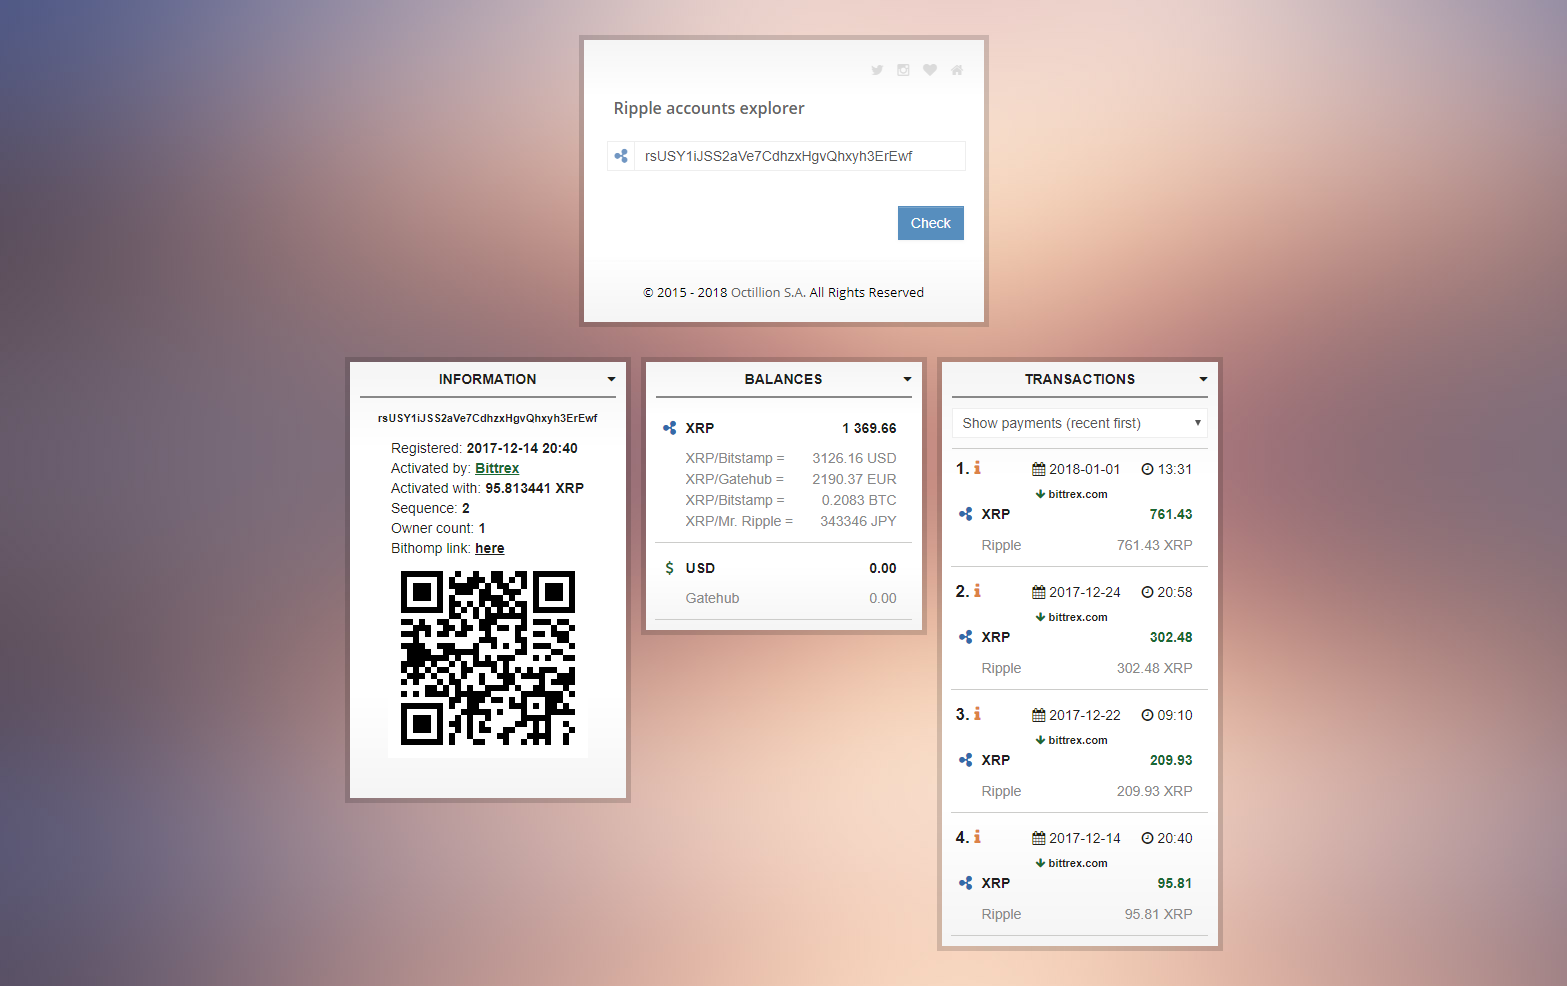 Ripple accounts explorer
rsUSY1iJSS2aVe7CdhzxHgvQhxyh3ErEwf
Check
© 2015 - 2018 Octillion S.A. All Rights Reserved
INFORMATION
rsUSY1iJSS2aVe7CdhzxHgvQhxyh3ErEwf
Registered: 2017-12-14 20:40
Activated by: Bittrex
Activated with: 95.813441 XRP
Sequence: 2
Owner count: 1
Bithomp link: here
BALANCES
XRP 1 369.66
XRP/Bitstamp = 3126.16 USD
XRP/Gatehub = 2190.37 EUR
XRP/Bitstamp = 0.2083 BTC
XRP/Mr. Ripple = 343346 JPY
$ USD 0.00
Gatehub 0.00
TRANSACTIONS
Show payments (recent first)
1. 2018-01-01 13:31
bittrex.com
XRP 761.43
Ripple 761.43 XRP
2. 2017-12-24 20:58
bittrex.com
XRP 302.48
Ripple 302.48 XRP
3. 2017-12-22 09:10
bittrex.com
XRP 209.93
Ripple 209.93 XRP
4. 2017-12-14 20:40
bittrex.com
XRP 95.81
Ripple 95.81 XRP